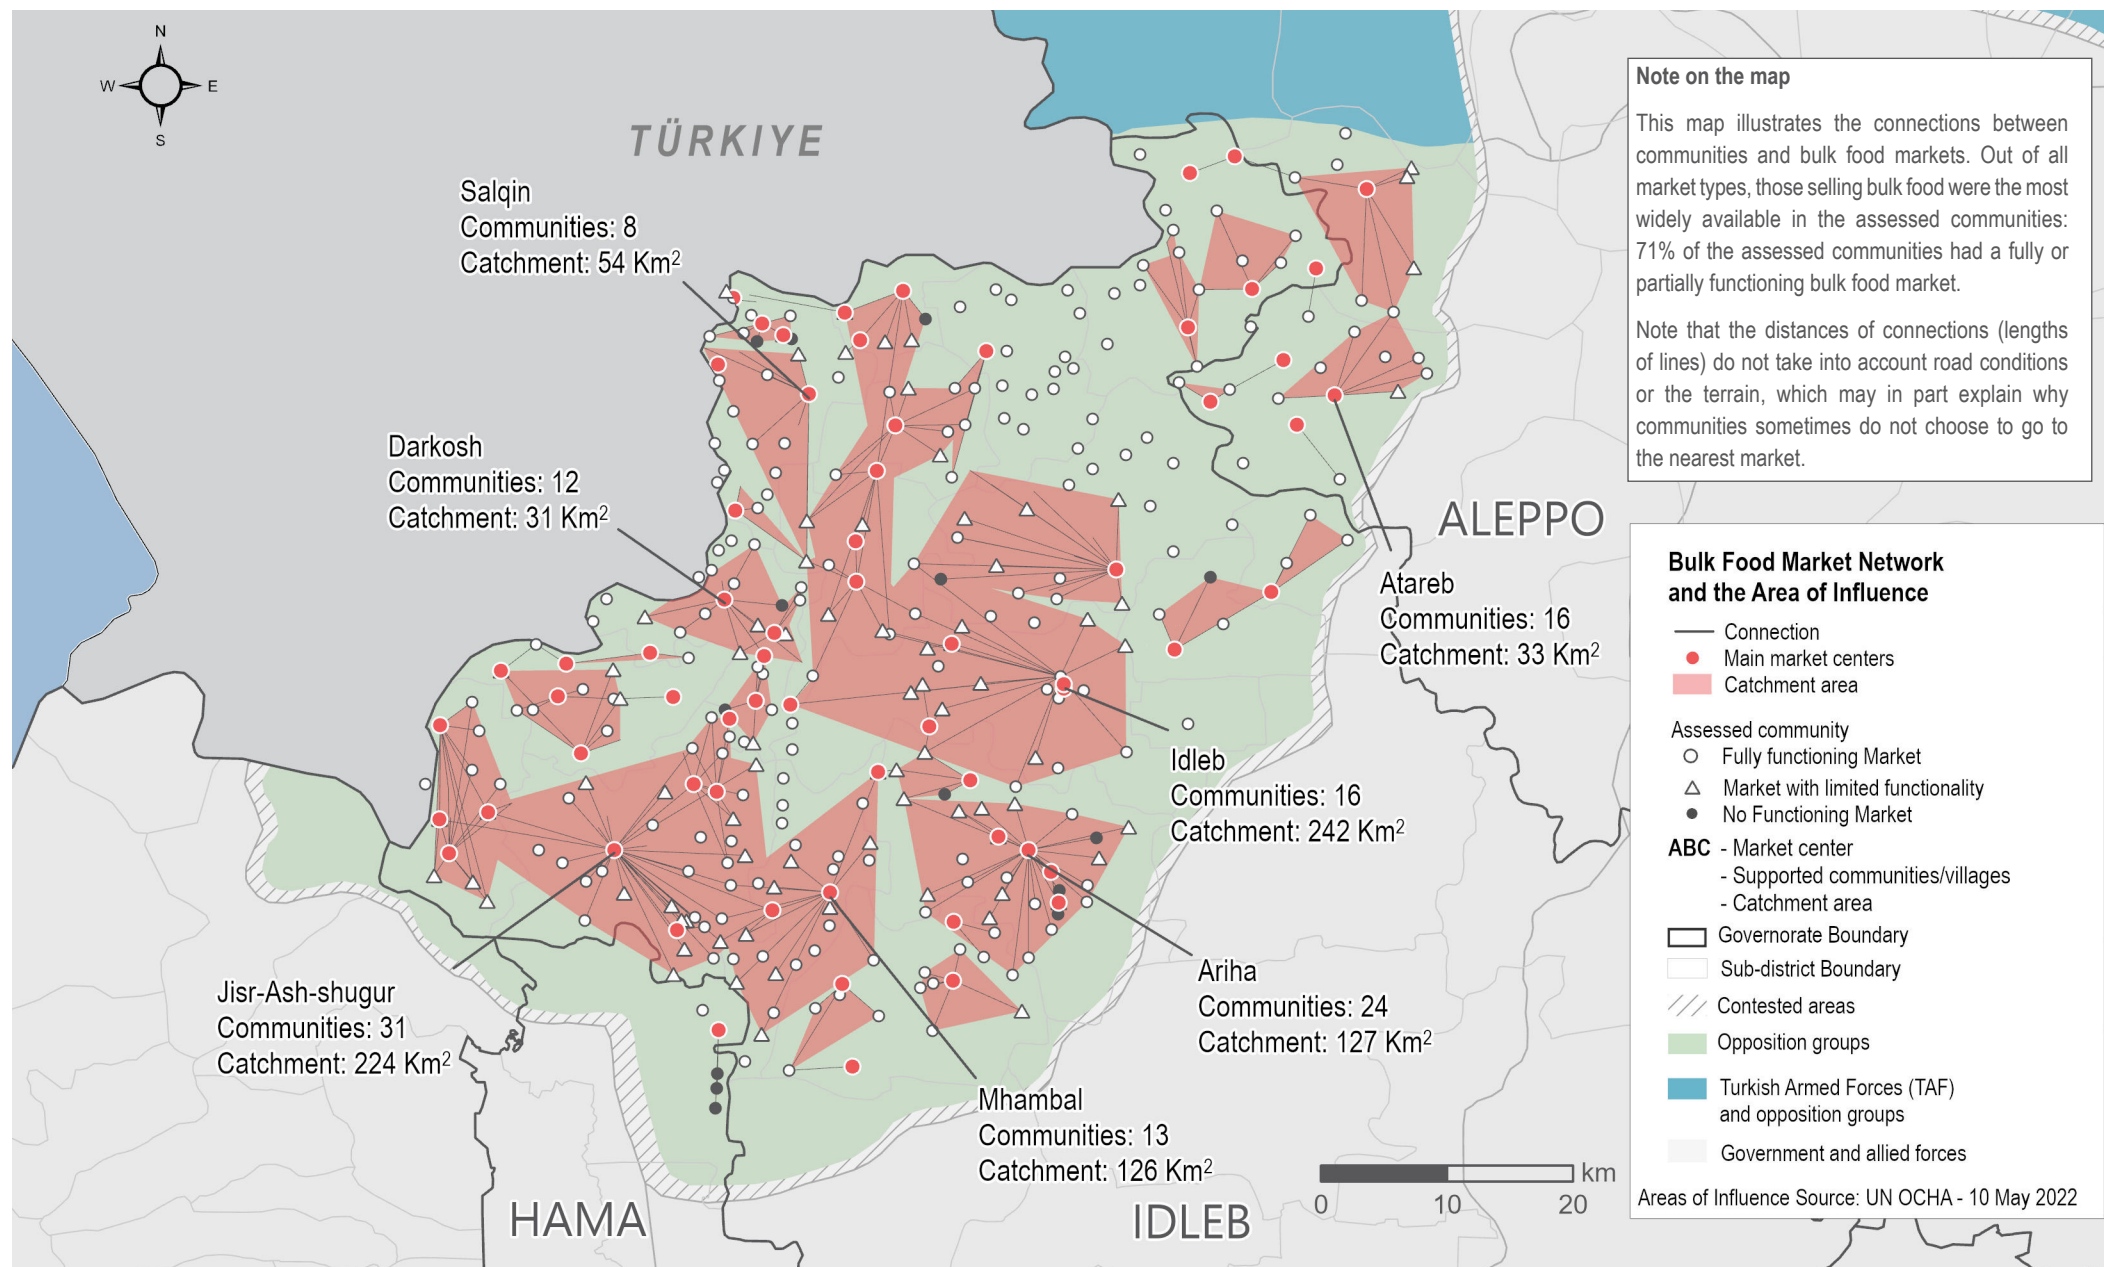 N
W
E
S
TÜRKIYE
Salqin
Communities: 8
Catchment: 54 Km²
Darkosh
Communities: 12
Catchment: 31 Km²
ALEPPO
Atareb
Communities: 16
Catchment: 33 Km²
Idleb
Communities: 16
Catchment: 242 Km²
Ariha
Communities: 24
Catchment: 127 Km²
Jisr-Ash-shugur
Communities: 31
Catchment: 224 Km²
Mhambal
Communities: 13
Catchment: 126 Km²
HAMA
IDLEB
km
0 10 20
Note on the map
This map illustrates the connections between
communities and bulk food markets. Out of all
market types, those selling bulk food were the most
widely available in the assessed communities:
71% of the assessed communities had a fully or
partially functioning bulk food market.
Note that the distances of connections (lengths
of lines) do not take into account road conditions
or the terrain, which may in part explain why
communities sometimes do not choose to go to
the nearest market.
Bulk Food Market Network
and the Area of Influence
Connection
Main market centers
Catchment area
Assessed community
Fully functioning Market
Market with limited functionality
No Functioning Market
ABC - Market center
- Supported communities/villages
- Catchment area
Governorate Boundary
Sub-district Boundary
Contested areas
Opposition groups
Turkish Armed Forces (TAF)
and opposition groups
Government and allied forces
Areas of Influence Source: UN OCHA - 10 May 2022